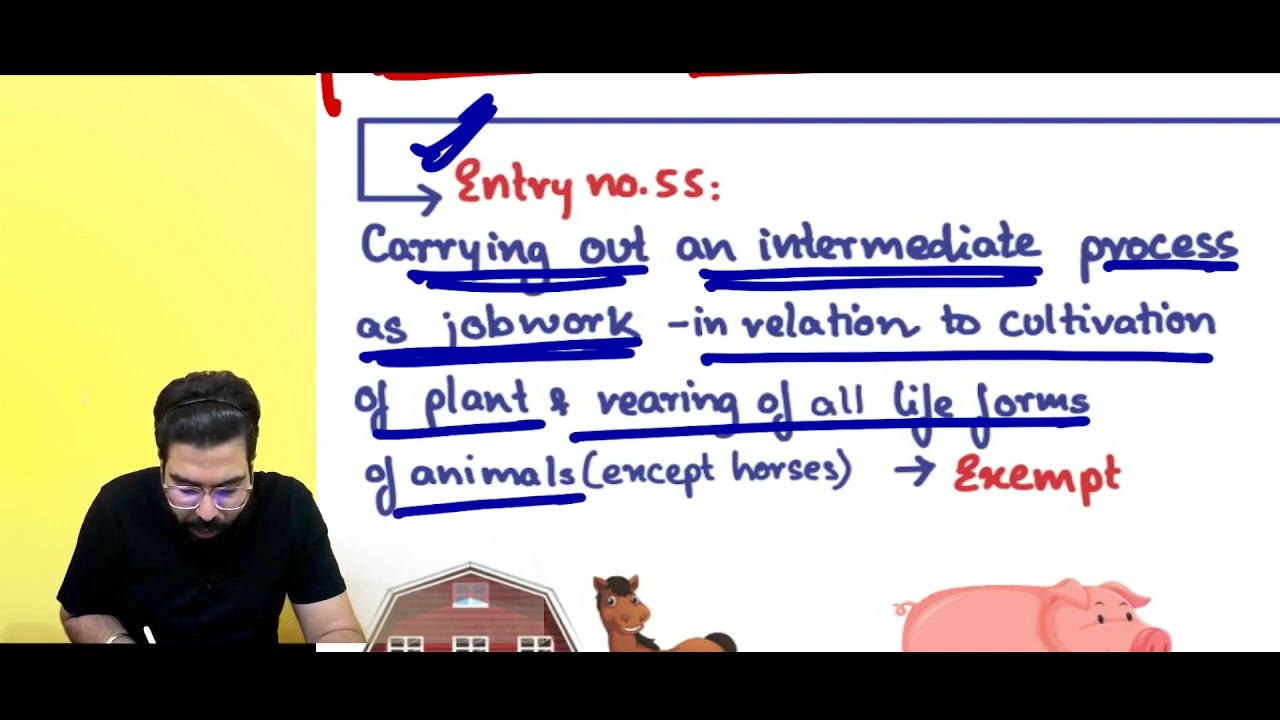 Entry no. 55:
Carrying out an intermediate process
as jobwork - in relation to cultivation
of plant & rearing of all life forms
of animals (except horses) → Exempt